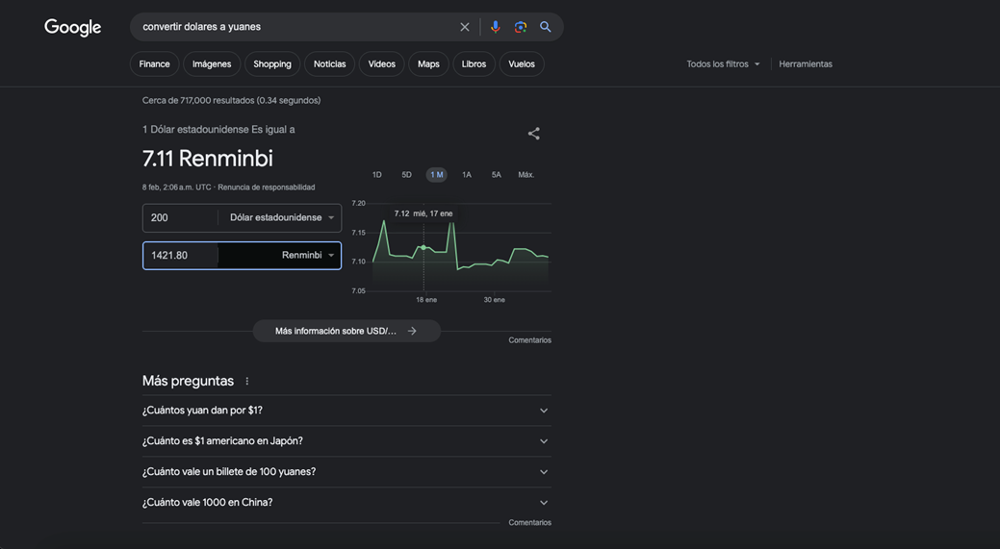 Google
convertir dolares a yuanes
Finance Imágenes Shopping Noticias Videos Maps Libros Vuelos
Todos los filtros Herramientas
Cerca de 717,000 resultados (0.34 segundos)
1 Dólar estadounidense Es igual a
7.11 Renminbi
8 feb, 2:06 a.m. UTC · Renuncia de responsabilidad
200 Dólar estadounidense
1421.80 Renminbi
1D 5D 1 M 1A 5A Máx.
7.20
7.12 mié, 17 ene
7.15
7.10
7.05
18 ene 30 ene
Más información sobre USD/...
Comentarios
Más preguntas
¿Cuántos yuan dan por $1?
¿Cuánto es $1 americano en Japón?
¿Cuánto vale un billete de 100 yuanes?
¿Cuánto vale 1000 en China?
Comentarios